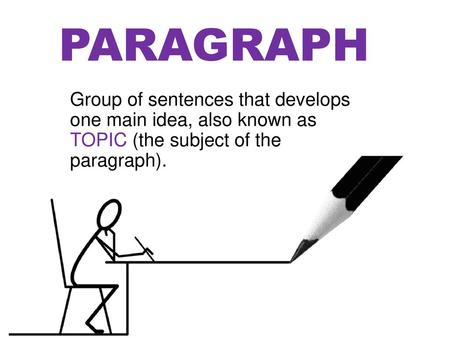 PARAGRAPH
Group of sentences that develops
one main idea, also known as
TOPIC (the subject of the
paragraph).